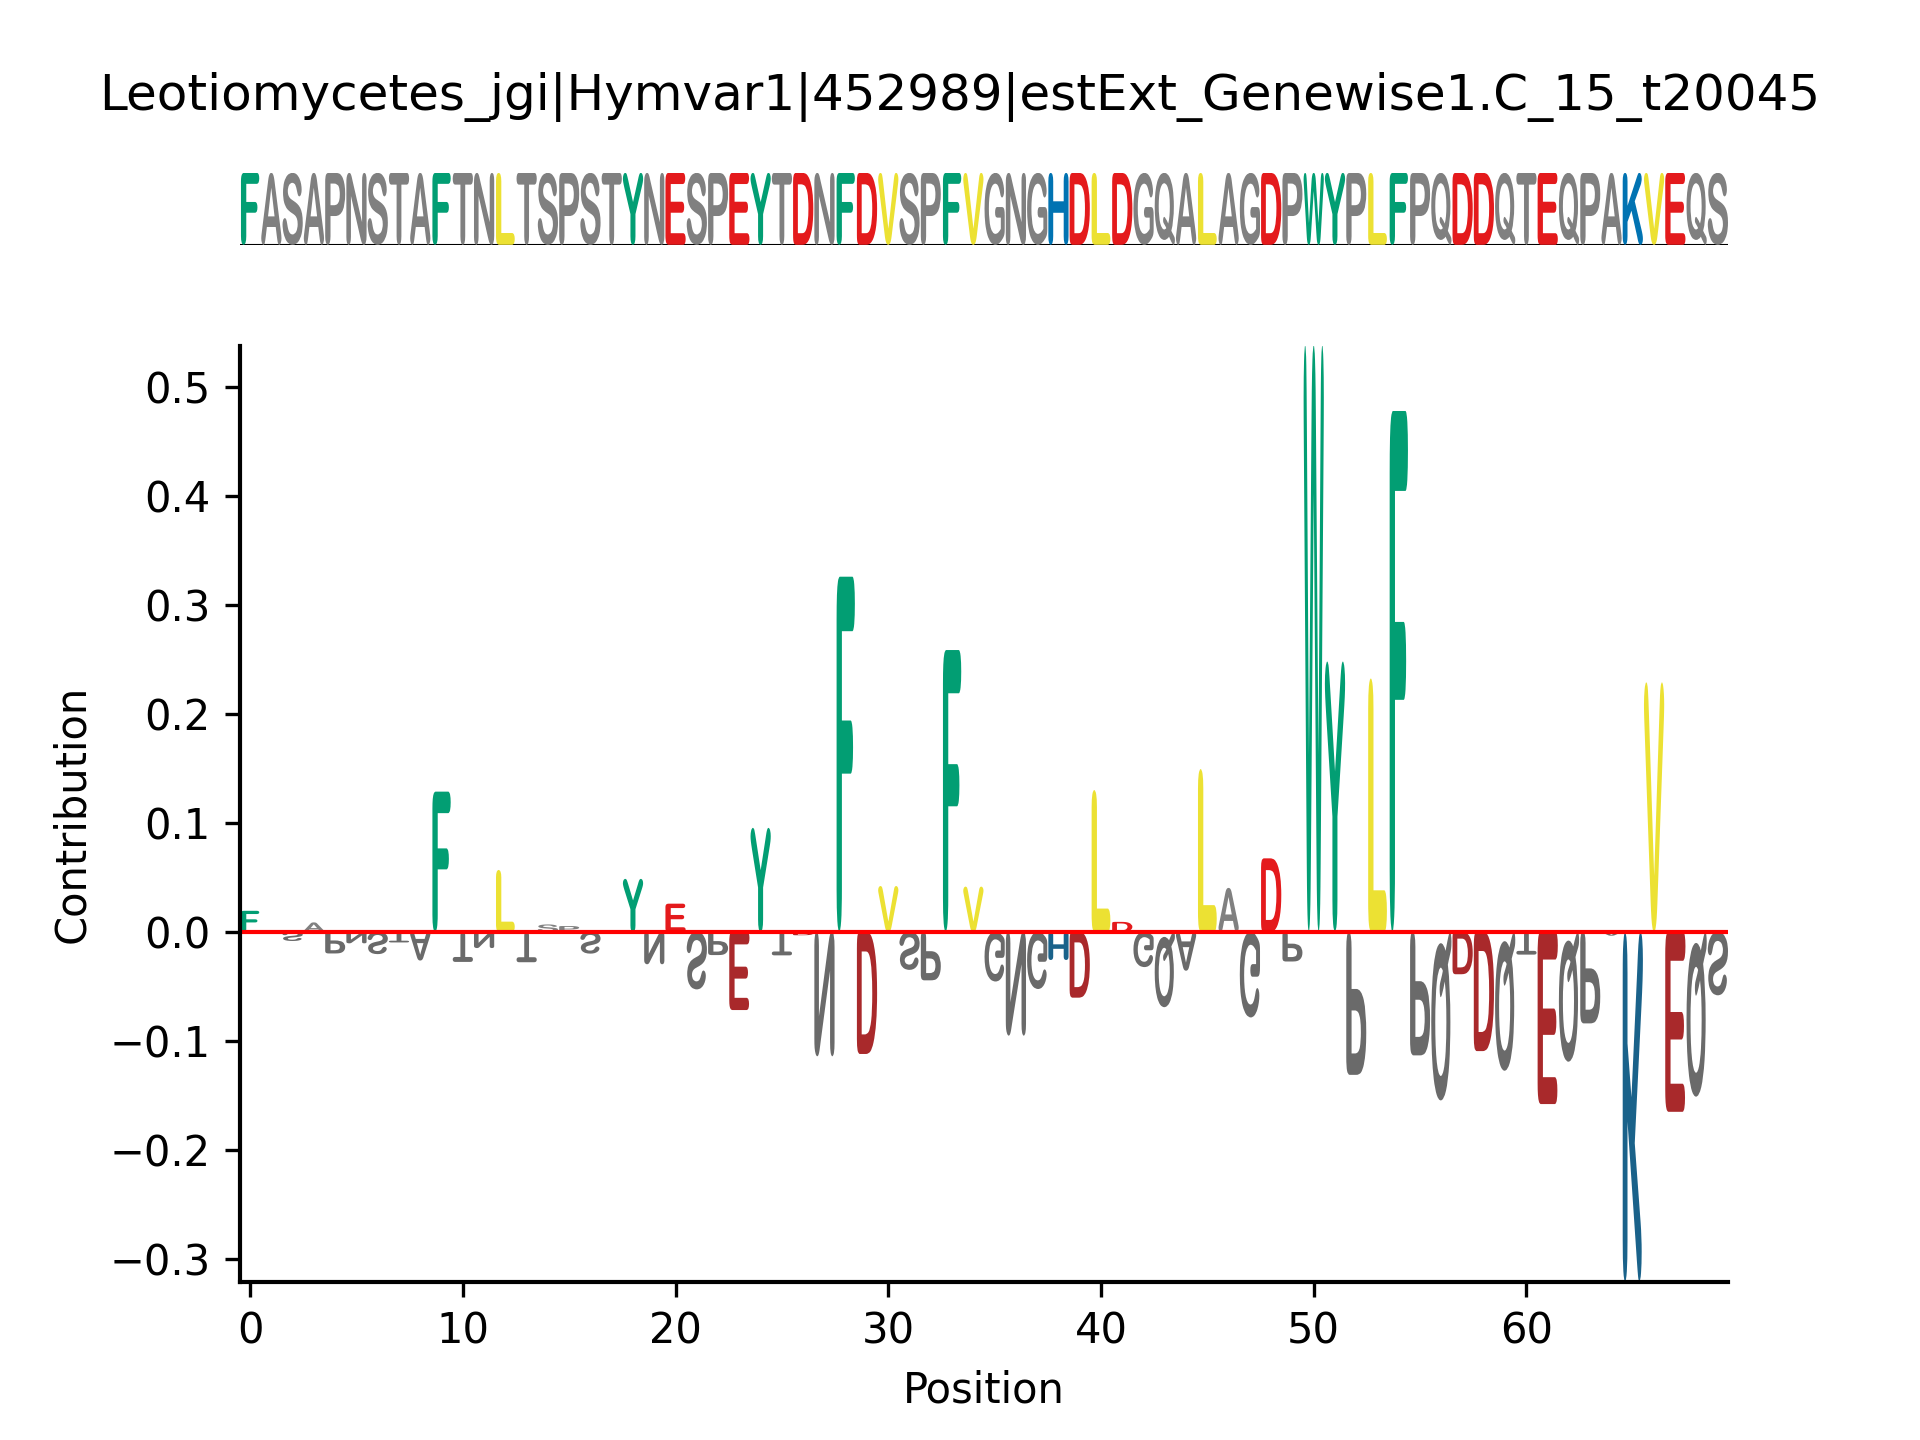 Leotiomycetes_jgi|Hymvar1|452989|estExt_Genewise1.C_15_t20045
FASAPNSTAFTNLTSPSTYNESPEYTDNFDVSPFVGNGHDLDGQALAGDPWYPLFPQDDQTEQPAKVEQS
Contribution
0.5
0.4
0.3
0.2
0.1
0.0
−0.1
−0.2
−0.3
0 10 20 30 40 50 60
Position